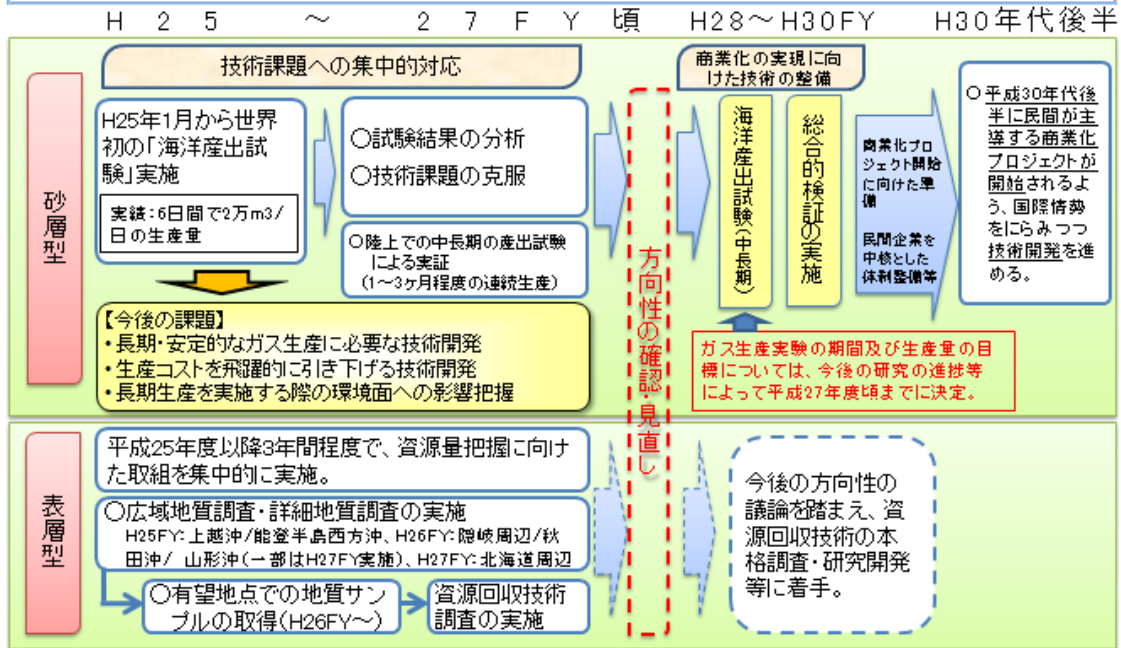 H25～27FY頃
H28～H30FY
H30年代後半
砂層型
技術課題への集中的対応
H25年1月から世界
初の「海洋産出試
験」実施
実績：6日間で2万m3/
日の生産量
〇試験結果の分析
〇技術課題の克服
〇陸上での中長期の産出試験
による実証
(1～3ヶ月程度の連続生産)
【今後の課題】
・長期・安定的なガス生産に必要な技術開発
・生産コストを飛躍的に引き下げる技術開発
・長期生産を実施する際の環境面への影響把握
方向性の確認・見直し
商業化の実現に向
けた技術の整備
海洋産出試験(中長期)
総合的検証の実施
商業化プロ
ジェクト開始
に向けた準
備
民間企業を
中核とした
体制整備等
ガス生産実験の期間及び生産量の目
標については、今後の研究の進捗等
によって平成27年度頃までに決定。
〇平成30年代後
半に民間が主
導する商業化
プロジェクトが
開始されるよ
う、国際情勢
をにらみつつ
技術開発を進
める。
表層型
平成25年度以降3年間程度で、資源量把握に向け
た取組を集中的に実施。
〇広域地質調査・詳細地質調査の実施
H25FY：上越沖/能登半島西方沖、H26FY：隠岐周辺/秋
田沖/ 山形沖(一部はH27FY実施)、H27FY：北海道周辺
〇有望地点での地質サン
プルの取得(H26FY～)
資源回収技術
調査の実施
今後の方向性の
議論を踏まえ、資
源回収技術の本
格調査・研究開発
等に着手。